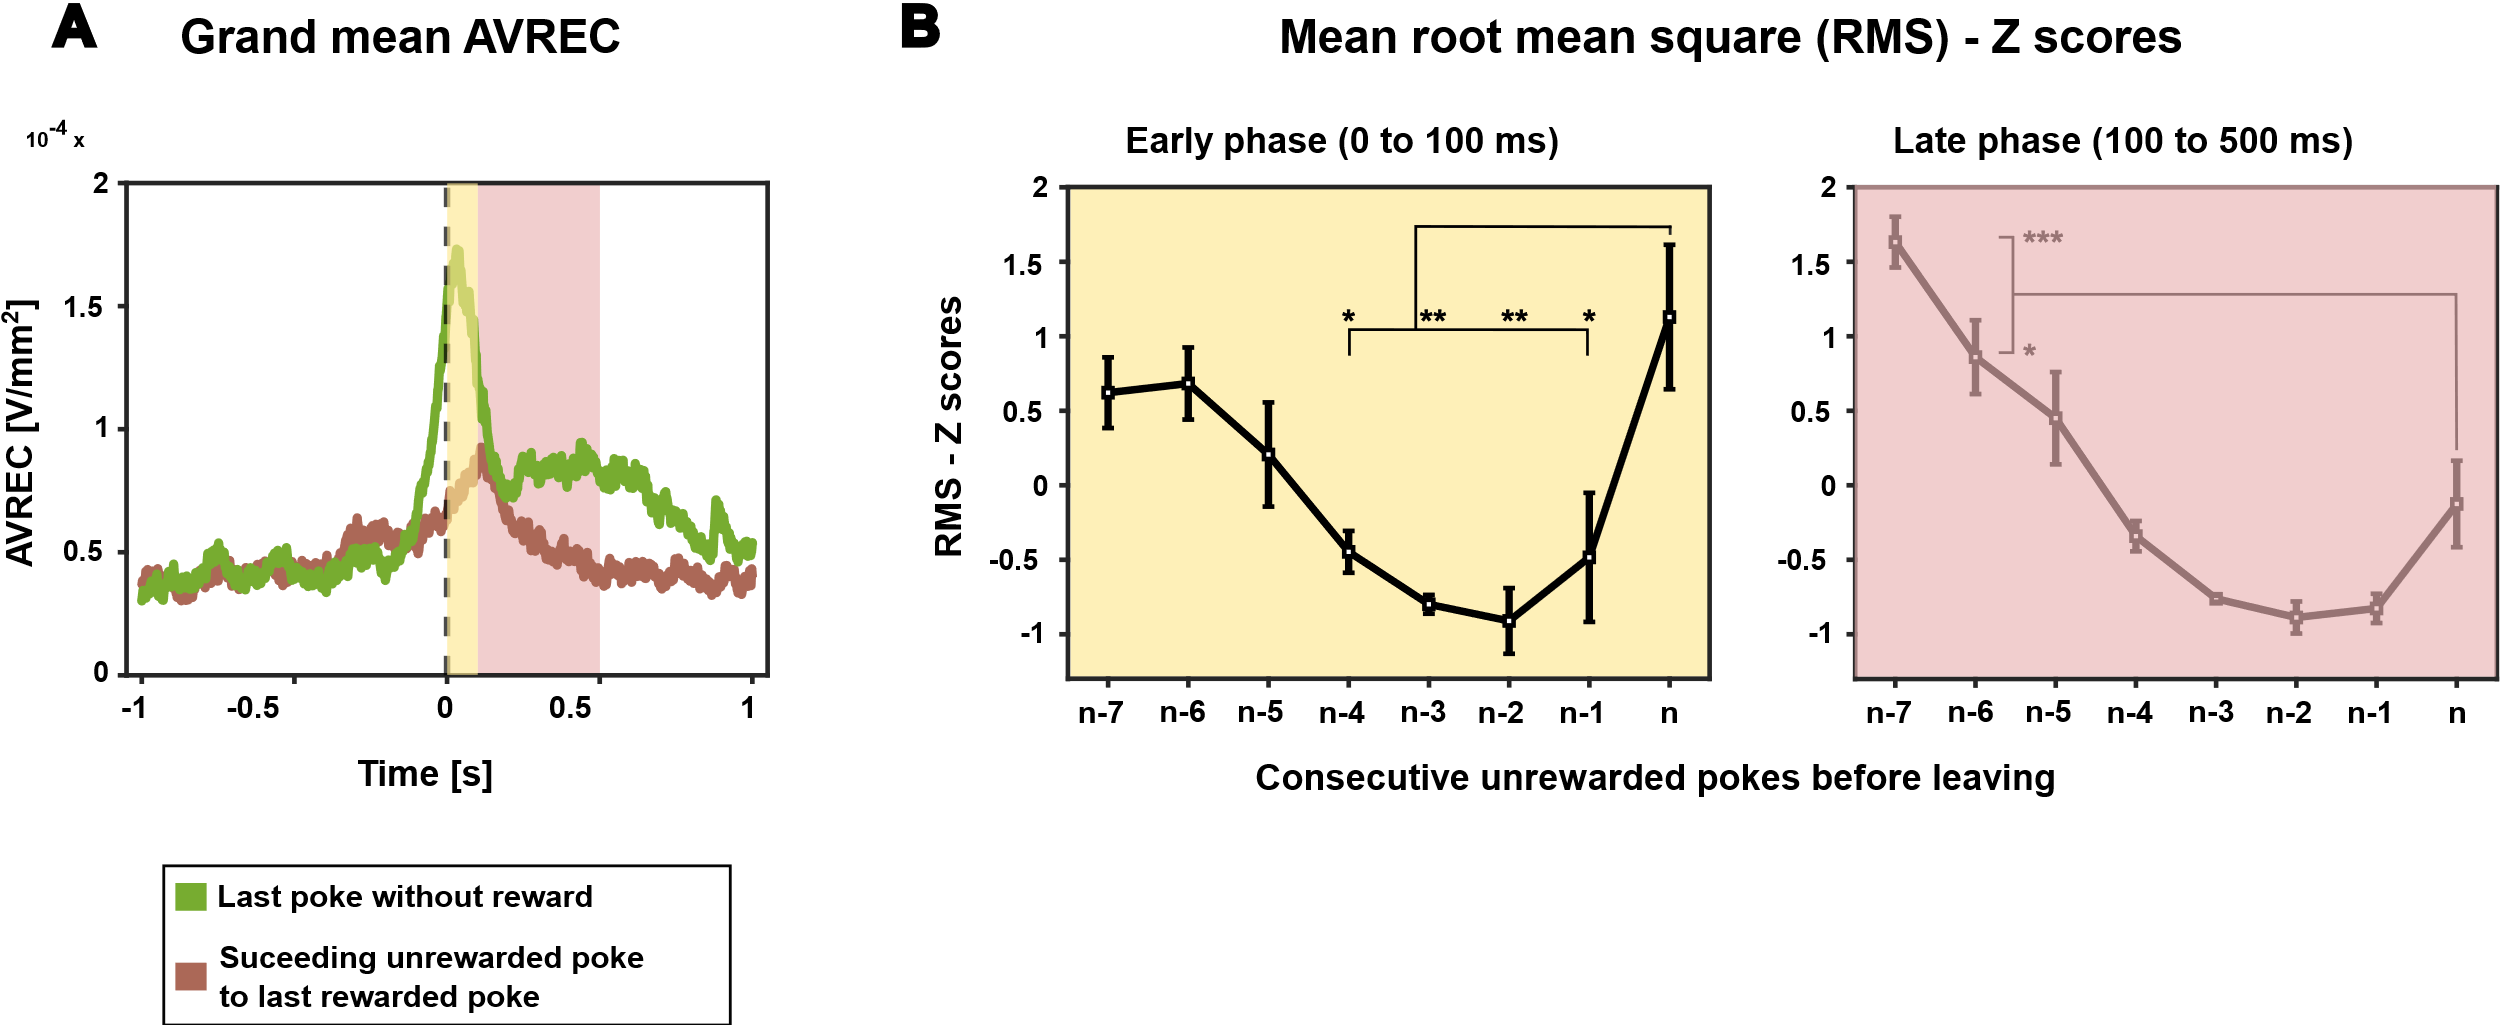 A
Grand mean AVREC
B
Mean root mean square (RMS) - Z scores
10-4 x
Early phase (0 to 100 ms)
Late phase (100 to 500 ms)
AVREC [V/mm2]
2
1.5
1
0.5
0
-1
-0.5
0
0.5
1
Time [s]
RMS - Z scores
2
1.5
1
0.5
0
-0.5
-1
*
**
**
*
n-7
n-6
n-5
n-4
n-3
n-2
n-1
n
2
1.5
1
0.5
0
-0.5
-1
***
*
n-7
n-6
n-5
n-4
n-3
n-2
n-1
n
Consecutive unrewarded pokes before leaving
Last poke without reward
Suceeding unrewarded poke
to last rewarded poke